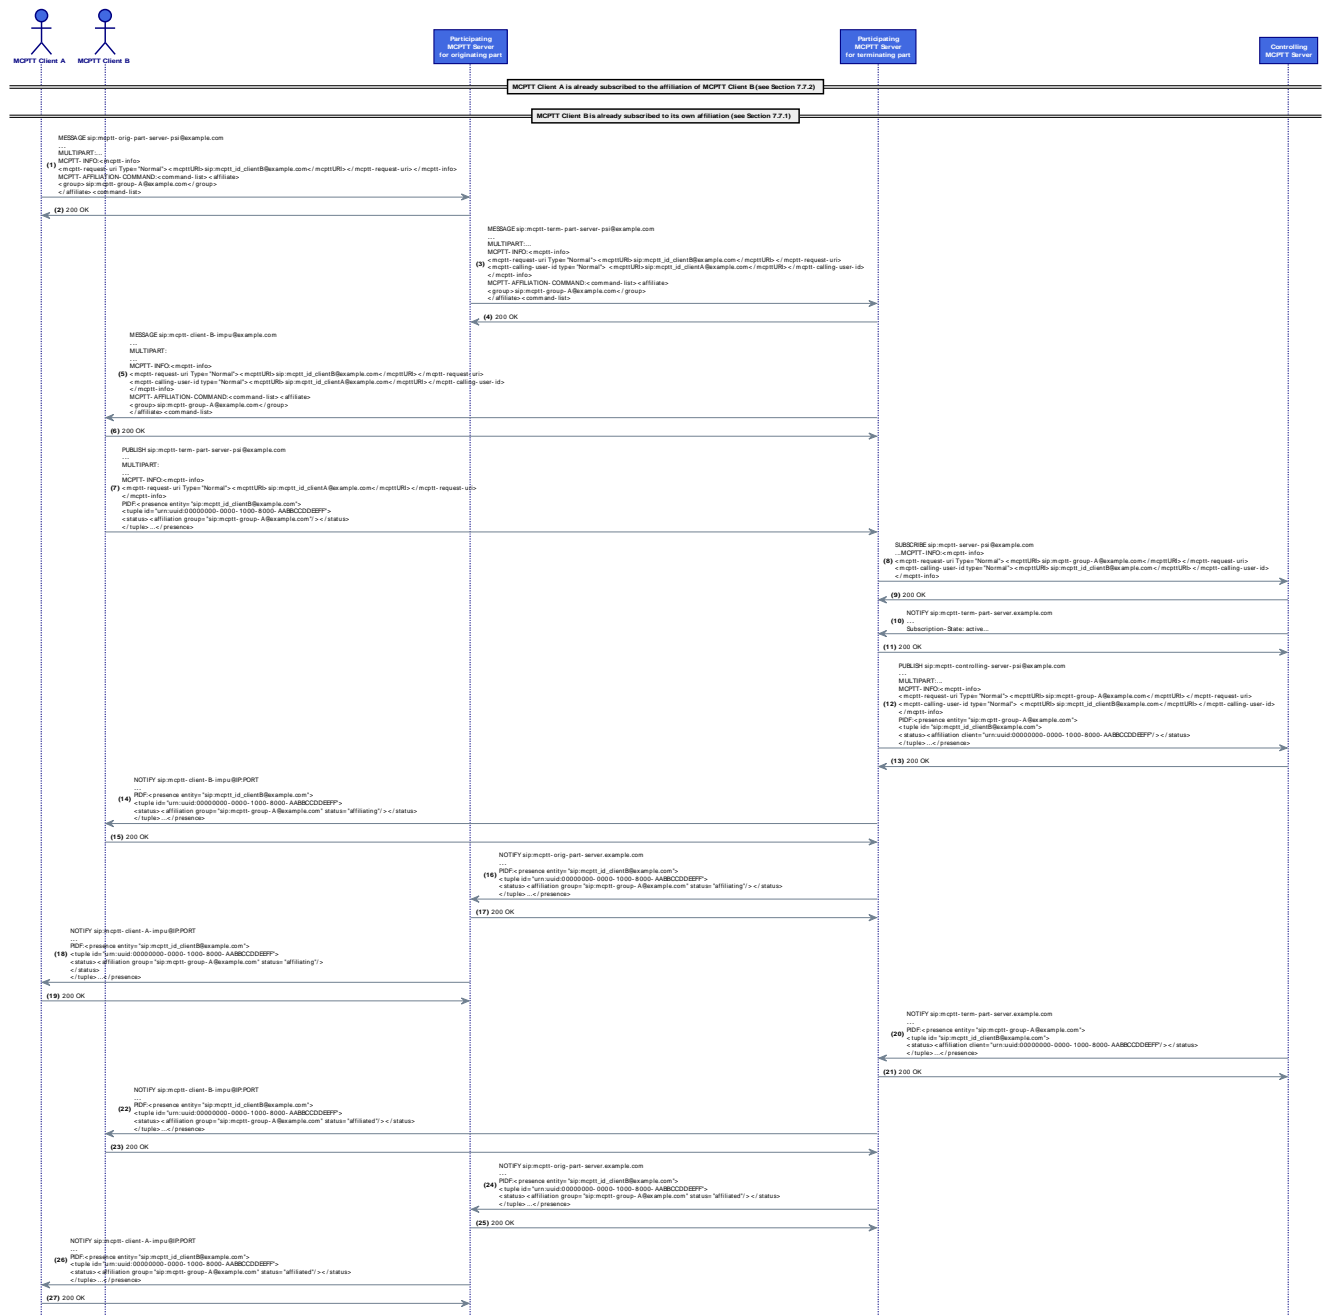 MCPTT Client A
MCPTT Client B
Participating
MCPTT Server
for originating part
Participating
MCPTT Server
for terminating part
Controlling
MCPTT Server
MCPTT Client A is already subscribed to the affiliation of MCPTT Client B (see Section 7.7.2)
MCPTT Client B is already subscribed to its own affiliation (see Section 7.7.1)
MESSAGE sip:mcptt-orig-part-server-psi@example.com
...
MULTIPART:...
MCPTT-INFO:<mcptt-info>
(1) <mcptt-request-uri Type="Normal"><mcpttURI>sip:mcptt_id_clientB@example.com</mcpttURI></mcptt-request-uri></mcptt-info>
MCPTT-AFFILIATION-COMMAND:<command-list><affiliate>
<group>sip:mcptt-group-A@example.com</group>
</affiliate><command-list>
(2) 200 OK
MESSAGE sip:mcptt-term-part-server-psi@example.com
...
MULTIPART:...
MCPTT-INFO:<mcptt-info>
<mcptt-request-uri Type="Normal"><mcpttURI>sip:mcptt_id_clientB@example.com</mcpttURI></mcptt-request-uri>
(3) <mcptt-calling-user-id type="Normal"> <mcpttURI>sip:mcptt_id_clientA@example.com</mcpttURI></mcptt-calling-user-id>
</mcptt-info>
MCPTT-AFFILIATION-COMMAND:<command-list><affiliate>
<group>sip:mcptt-group-A@example.com</group>
</affiliate><command-list>
(4) 200 OK
MESSAGE sip:mcptt-client-B-impu@example.com
...
MULTIPART:
...
MCPTT-INFO:<mcptt-info>
(5) <mcptt-request-uri Type="Normal"><mcpttURI>sip:mcptt_id_clientB@example.com</mcpttURI></mcptt-request-uri>
<mcptt-calling-user-id type="Normal"><mcpttURI>sip:mcptt_id_clientA@example.com</mcpttURI></mcptt-calling-user-id>
</mcptt-info>
MCPTT-AFFILIATION-COMMAND:<command-list><affiliate>
<group>sip:mcptt-group-A@example.com</group>
</affiliate><command-list>
(6) 200 OK
PUBLISH sip:mcptt-term-part-server-psi@example.com
...
MULTIPART:
...
MCPTT-INFO:<mcptt-info>
(7) <mcptt-request-uri Type="Normal"><mcpttURI>sip:mcptt_id_clientA@example.com</mcpttURI></mcptt-request-uri>
</mcptt-info>
PIDF:<presence entity="sip:mcptt_id_clientB@example.com">
<tuple id="urn:uuid:00000000-0000-1000-8000-AABBCCDDEEFF">
<status><affiliation group="sip:mcptt-group-A@example.com"/></status>
</tuple>...</presence>
SUBSCRIBE sip:mcptt-server-psi@example.com
...MCPTT-INFO:<mcptt-info>
(8) <mcptt-request-uri Type="Normal"><mcpttURI>sip:mcptt-group-A@example.com</mcpttURI></mcptt-request-uri>
<mcptt-calling-user-id type="Normal"><mcpttURI>sip:mcptt_id_clientB@example.com</mcpttURI></mcptt-calling-user-id>
</mcptt-info>
(9) 200 OK
NOTIFY sip:mcptt-term-part-server.example.com
(10) ...
Subscription-State: active...
(11) 200 OK
PUBLISH sip:mcptt-controlling-server-psi@example.com
...
MULTIPART:...
MCPTT-INFO:<mcptt-info>
<mcptt-request-uri Type="Normal"><mcpttURI>sip:mcptt-group-A@example.com</mcpttURI></mcptt-request-uri>
(12) <mcptt-calling-user-id type="Normal"> <mcpttURI>sip:mcptt_id_clientB@example.com</mcpttURI></mcptt-calling-user-id>
</mcptt-info>
PIDF:<presence entity="sip:mcptt-group-A@example.com">
<tuple id="sip:mcptt_id_clientB@example.com">
<status><affiliation client="urn:uuid:00000000-0000-1000-8000-AABBCCDDEEFF"/></status>
</tuple>...</presence>
(13) 200 OK
NOTIFY sip:mcptt-client-B-impu@IP:PORT
...
PIDF:<presence entity="sip:mcptt_id_clientB@example.com">
(14) <tuple id="urn:uuid:00000000-0000-1000-8000-AABBCCDDEEFF">
<status><affiliation group="sip:mcptt-group-A@example.com" status="affiliating"/></status>
</tuple>...</presence>
(15) 200 OK
NOTIFY sip:mcptt-orig-part-server.example.com
...
PIDF:<presence entity="sip:mcptt_id_clientB@example.com">
(16) <tuple id="urn:uuid:00000000-0000-1000-8000-AABBCCDDEEFF">
<status><affiliation group="sip:mcptt-group-A@example.com" status="affiliating"/></status>
</tuple>...</presence>
(17) 200 OK
NOTIFY sip:mcptt-client-A-impu@IP:PORT
...
PIDF:<presence entity="sip:mcptt_id_clientB@example.com">
(18) <tuple id="urn:uuid:00000000-0000-1000-8000-AABBCCDDEEFF">
<status><affiliation group="sip:mcptt-group-A@example.com" status="affiliating"/>
</status>
</tuple>...</presence>
(19) 200 OK
NOTIFY sip:mcptt-term-part-server.example.com
...
PIDF:<presence entity="sip:mcptt-group-A@example.com">
(20) <tuple id="sip:mcptt_id_clientB@example.com">
<status><affiliation client="urn:uuid:00000000-0000-1000-8000-AABBCCDDEEFF"/></status>
</tuple>...</presence>
(21) 200 OK
NOTIFY sip:mcptt-client-B-impu@IP:PORT
...
PIDF:<presence entity="sip:mcptt_id_clientB@example.com">
(22) <tuple id="urn:uuid:00000000-0000-1000-8000-AABBCCDDEEFF">
<status><affiliation group="sip:mcptt-group-A@example.com" status="affiliated"/></status>
</tuple>...</presence>
(23) 200 OK
NOTIFY sip:mcptt-orig-part-server.example.com
...
PIDF:<presence entity="sip:mcptt_id_clientB@example.com">
(24) <tuple id="urn:uuid:00000000-0000-1000-8000-AABBCCDDEEFF">
<status><affiliation group="sip:mcptt-group-A@example.com" status="affiliated"/></status>
</tuple>...</presence>
(25) 200 OK
NOTIFY sip:mcptt-client-A-impu@IP:PORT
...
PIDF:<presence entity="sip:mcptt_id_clientB@example.com">
(26) <tuple id="urn:uuid:00000000-0000-1000-8000-AABBCCDDEEFF">
<status><affiliation group="sip:mcptt-group-A@example.com" status="affiliated"/></status>
</tuple>...</presence>
(27) 200 OK